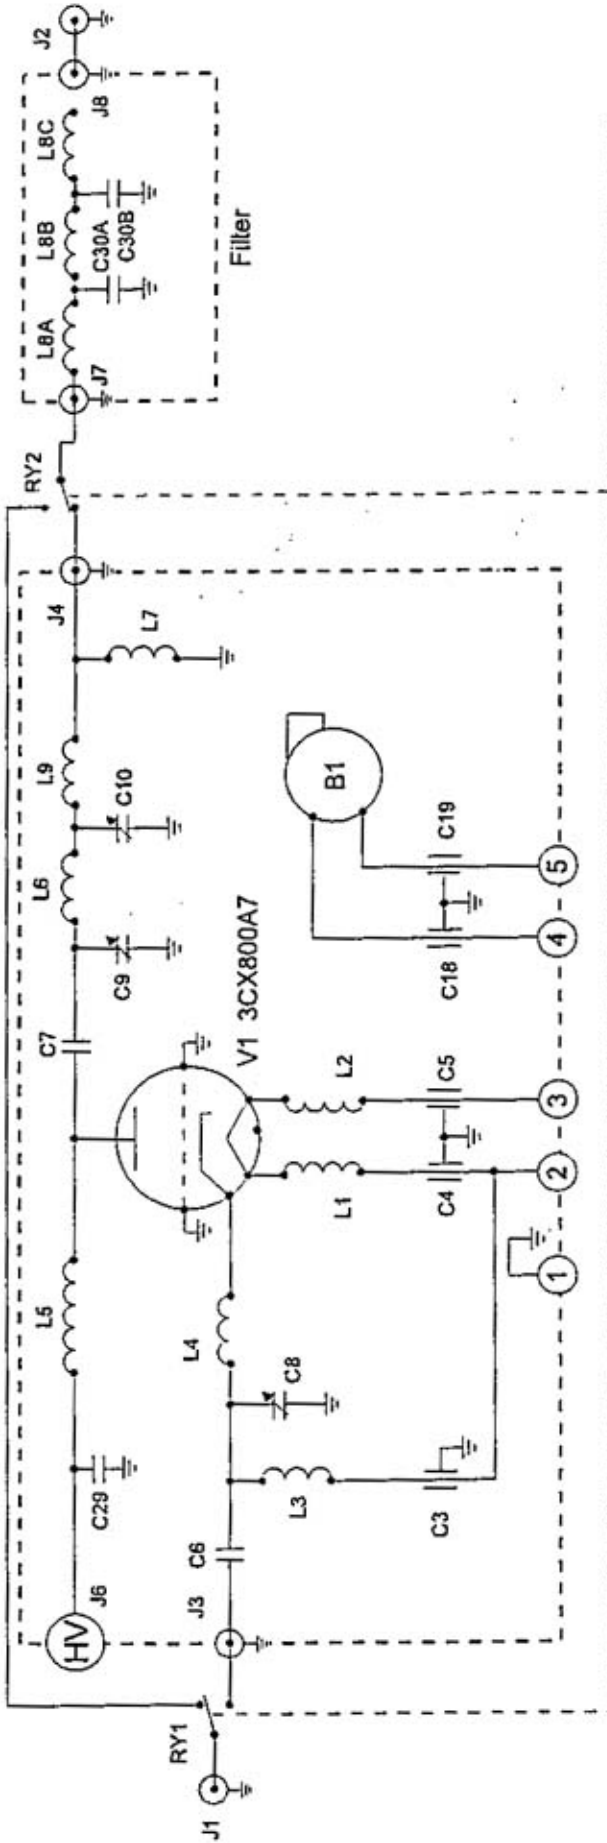 J1
RY1
HV
J6
J3
C29
C6
L5
L3
C3
C8
L4
1
C7
V1 3CX800A7
L1
C4
2
L2
C5
3
C9
L6
C10
L9
C18
4
B1
C19
5
L7
J4
RY2
J7
L8A
L8B
L8C
C30A
C30B
J8
Filter
J2